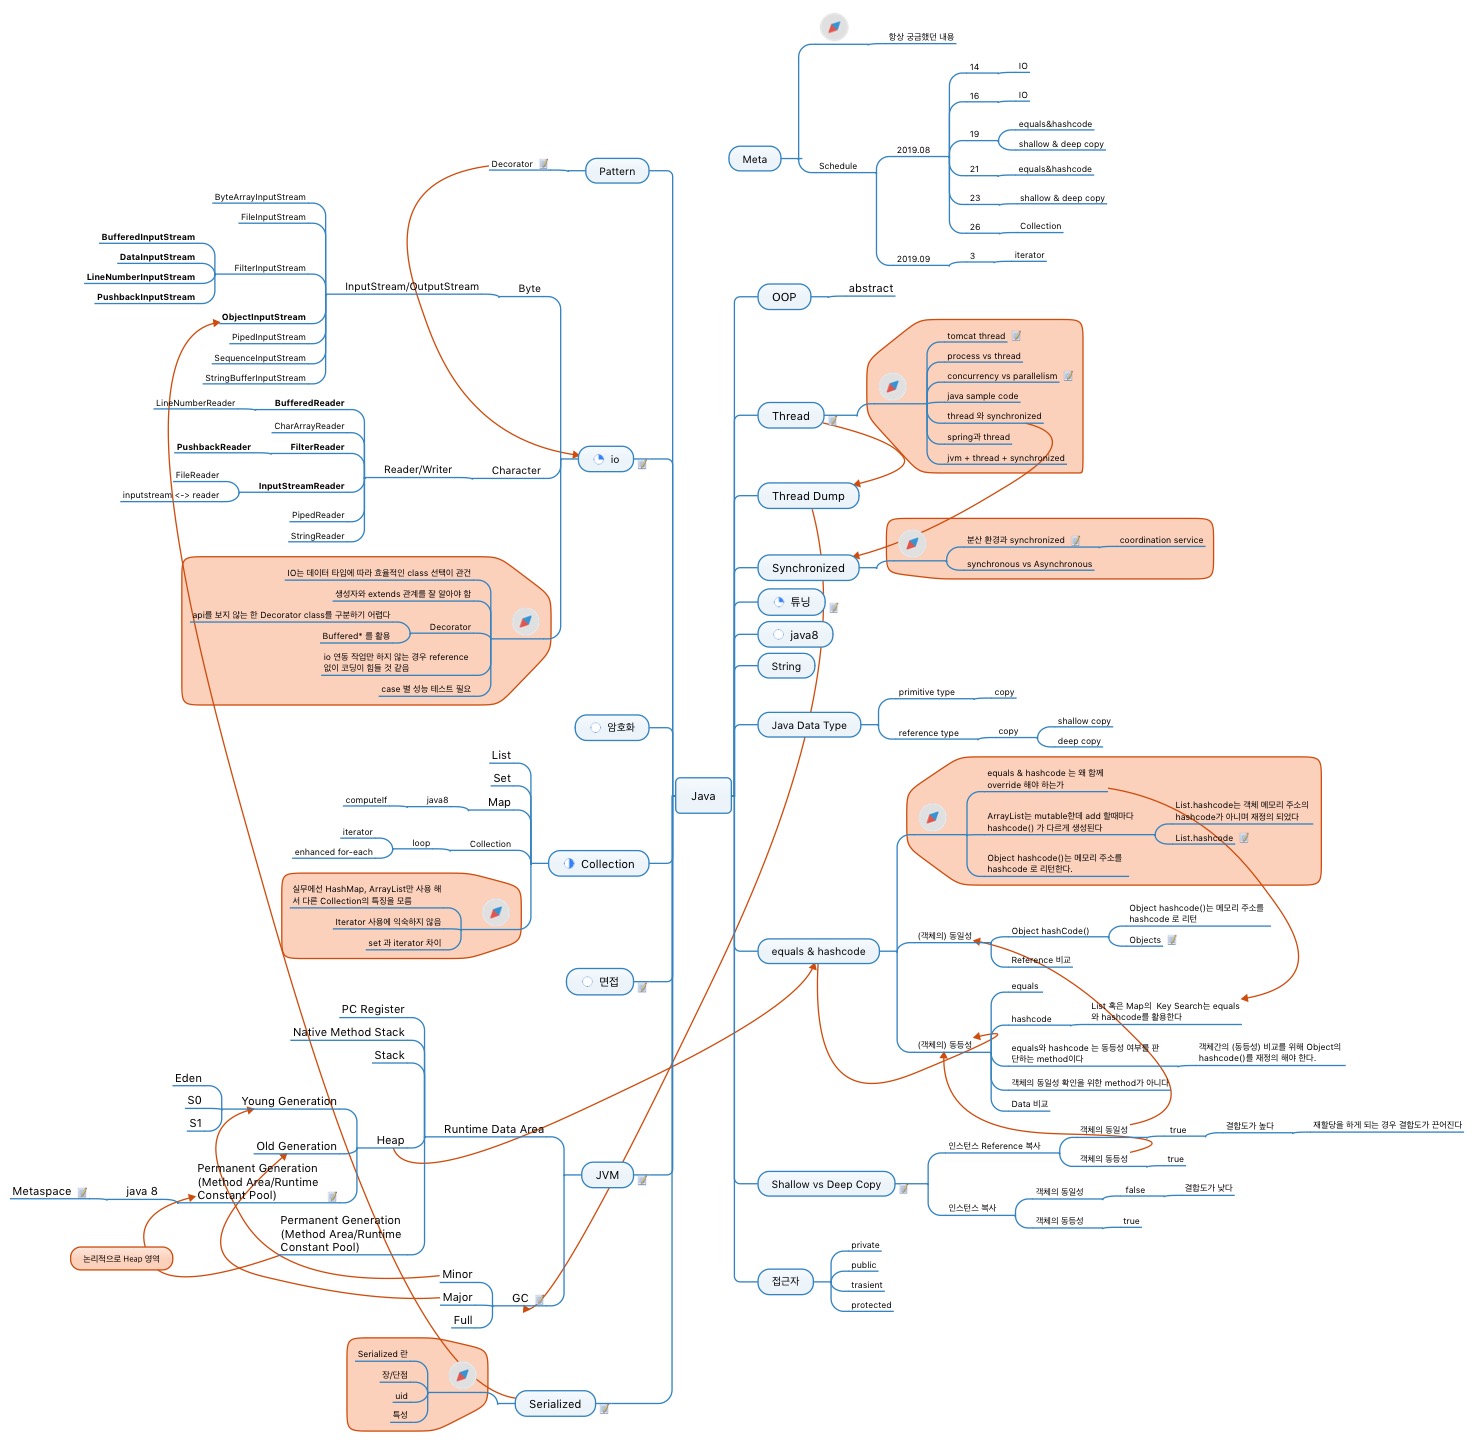 항상 궁금했던 내용
Meta
Schedule
2019.08
14
IO
16
IO
19
equals&hashcode
shallow & deep copy
21
equals&hashcode
23
shallow & deep copy
26
Collection
2019.09
3
iterator
Java
OOP
abstract
Thread
tomcat thread
process vs thread
concurrency vs parallelism
java sample code
thread 와 synchronized
spring과 thread
jvm + thread + synchronized
Thread Dump
Synchronized
분산 환경과 synchronized
coordination service
synchronous vs Asynchronous
튜닝
java8
String
Java Data Type
primitive type
copy
reference type
copy
shallow copy
deep copy
equals & hashcode
equals & hashcode 는 왜 함께
override 해야 하는가
ArrayList는 mutable한데 add 할때마다
hashcode() 가 다르게 생성된다
List.hashcode는 객체 메모리 주소의
hashcode가 아니며 재정의 되었다
List.hashcode
Object hashcode()는 메모리 주소를
hashcode 로 리턴한다.
(객체의) 동일성
Object hashCode()
Object hashcode()는 메모리 주소를
hashcode 로 리턴
Objects
Reference 비교
(객체의) 동등성
equals
hashcode
List 혹은 Map의  Key Search는 equals
와 hashcode를 활용한다
equals와 hashcode 는 동등성 여부를 판
단하는 method이다
객체간의 (동등성) 비교를 위해 Object의
hashcode()를 재정의 해야 한다.
객체의 동일성 확인을 위한 method가 아니다
Data 비교
Shallow vs Deep Copy
인스턴스 Reference 복사
객체의 동일성
true
결합도가 높다
재할당을 하게 되는 경우 결합도가 끈어진다
객체의 동등성
true
인스턴스 복사
객체의 동일성
false
결합도가 낮다
객체의 동등성
true
접근자
private
public
trasient
protected
Pattern
Decorator
io
Byte
InputStream/OutputStream
ByteArrayInputStream
FileInputStream
FilterInputStream
BufferedInputStream
DataInputStream
LineNumberInputStream
PushbackInputStream
ObjectInputStream
PipedInputStream
SequenceInputStream
StringBufferInputStream
Character
Reader/Writer
BufferedReader
LineNumberReader
CharArrayReader
FilterReader
PushbackReader
InputStreamReader
FileReader
inputstream <-> reader
PipedReader
StringReader
IO는 데이터 타입에 따라 효율적인 class 선택이 관건
생성자와 extends 관계를 잘 알아야 함
Decorator
api를 보지 않는 한 Decorator class를 구분하기 어렵다
Buffered* 를 활용
io 연동 작업만 하지 않는 경우 reference
없이 코딩이 힘들 것 같음
case 별 성능 테스트 필요
암호화
Collection
List
Set
Map
java8
computeIf
Collection
loop
iterator
enhanced for-each
실무에선 HashMap, ArrayList만 사용 해
서 다른 Collection의 특징을 모름
Iterator 사용에 익숙하지 않음
set 과 iterator 차이
면접
JVM
Runtime Data Area
PC Register
Native Method Stack
Stack
Heap
Young Generation
Eden
S0
S1
Old Generation
Permanent Generation
(Method Area/Runtime
Constant Pool)
java 8
Metaspace
Permanent Generation
(Method Area/Runtime
Constant Pool)
논리적으로 Heap 영역
GC
Minor
Major
Full
Serialized
Serialized 란
장/단점
uid
특성